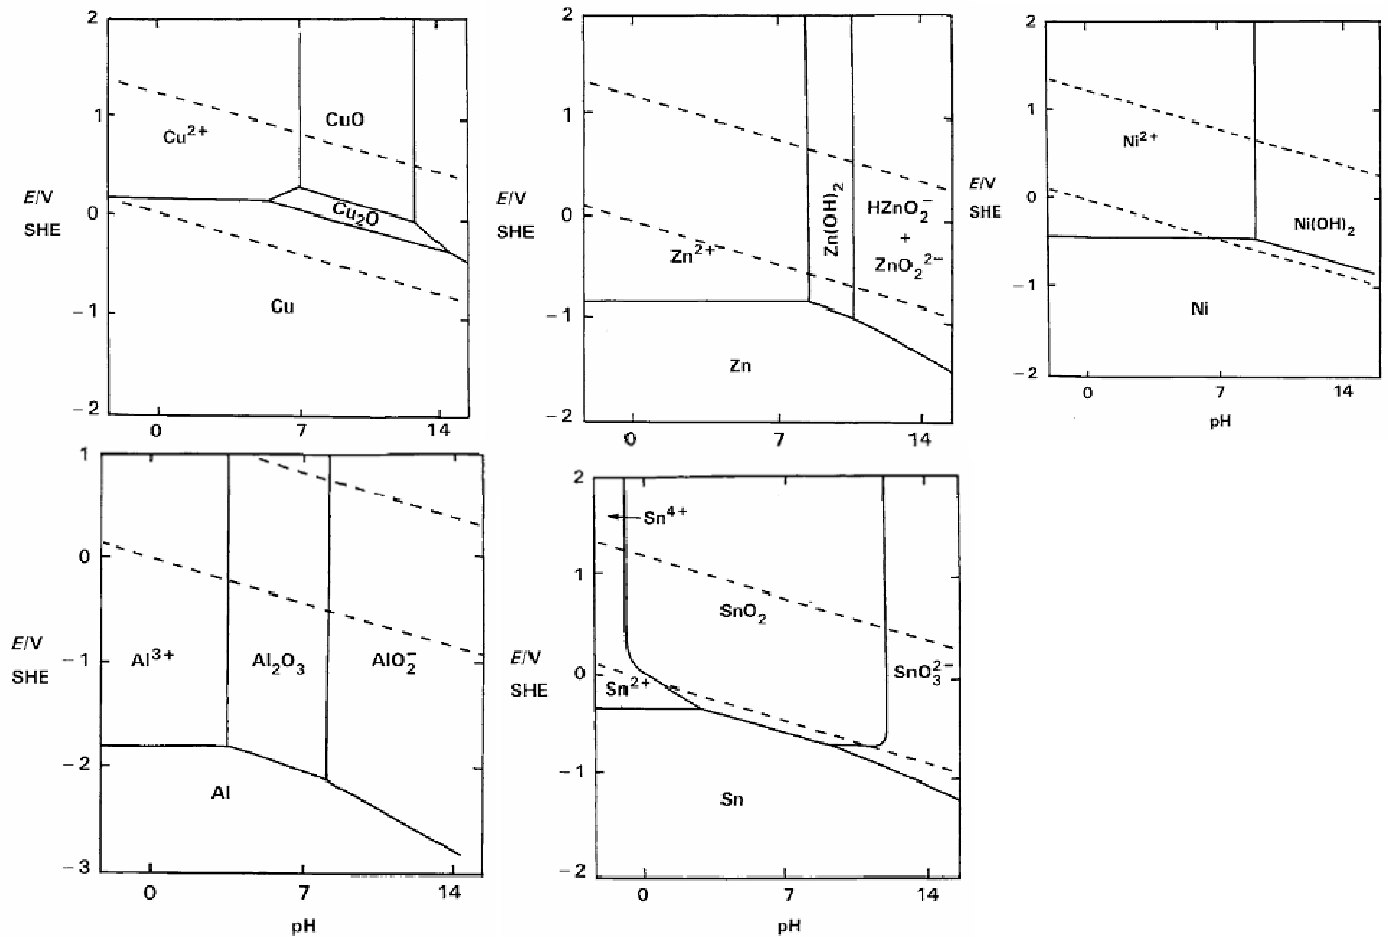 2
1
0
−1
−2
E/V
SHE
Cu²⁺
CuO
Cu₂O
Cu
0
7
14
2
1
0
−1
−2
E/V
SHE
Zn²⁺
Zn(OH)₂
HZnO₂⁻
+
ZnO₂²⁻
Zn
0
7
14
2
1
0
−1
−2
E/V
SHE
Ni²⁺
Ni(OH)₂
Ni
0
7
14
pH
1
0
−1
−2
−3
E/V
SHE
Al³⁺
Al₂O₃
AlO₂⁻
Al
0
7
14
pH
2
1
0
−1
−2
E/V
SHE
Sn⁴⁺
SnO₂
Sn²⁺
SnO₃²⁻
Sn
0
7
14
pH